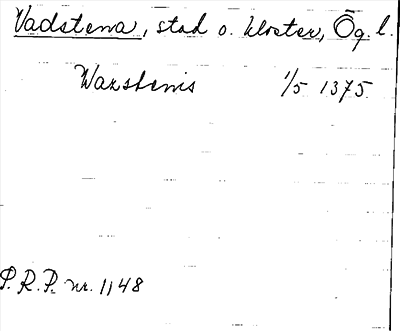 Vadstena, stad o. kloster, Ög. l.
Wazstenis 1/5 1375.
P.R.P. nr. 1148